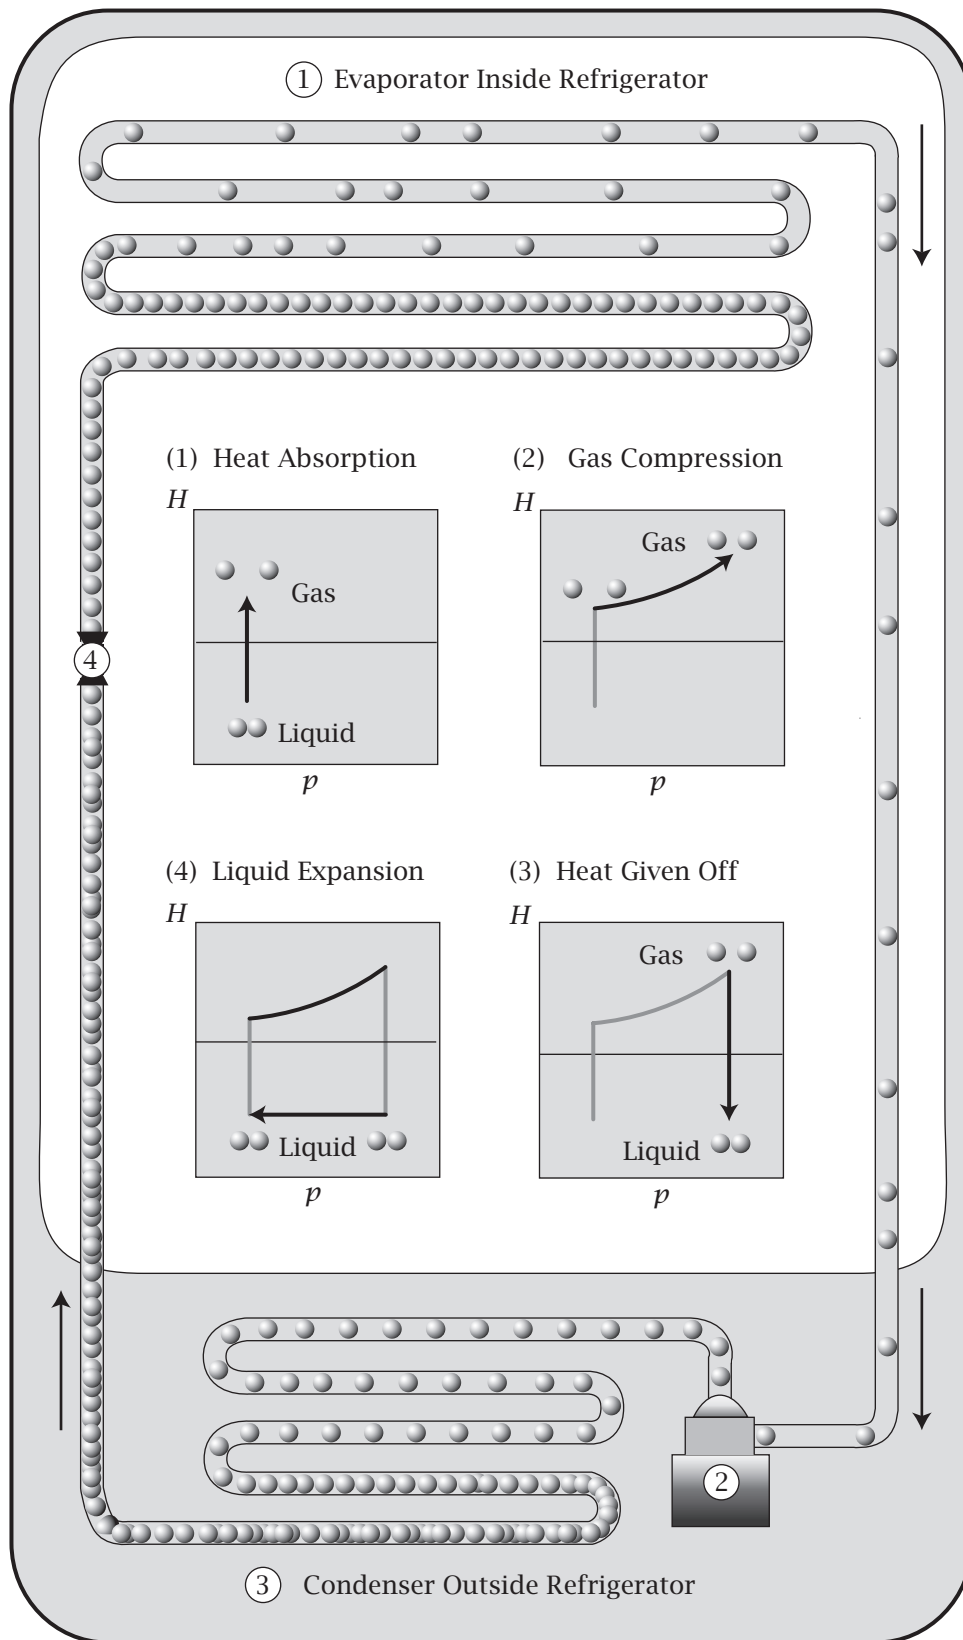 1 Evaporator Inside Refrigerator
(1) Heat Absorption
H
Gas
Liquid
p
(2) Gas Compression
H
Gas
p
4
(4) Liquid Expansion
H
Liquid
p
(3) Heat Given Off
H
Gas
Liquid
p
2
3 Condenser Outside Refrigerator